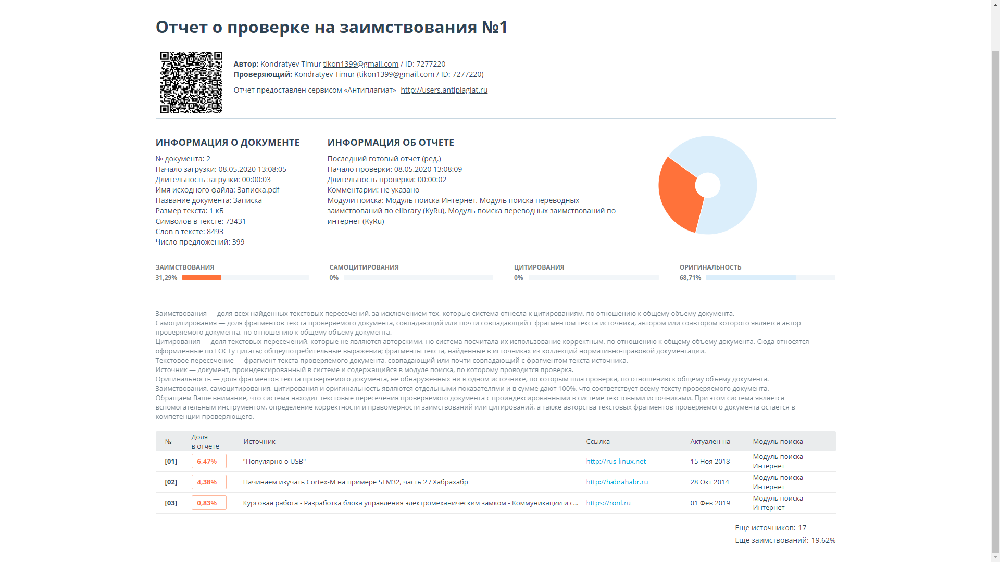 Отчет о проверке на заимствования №1
Автор: Kondratyev Timur tikon1399@gmail.com / ID: 7277220
Проверяющий: Kondratyev Timur (tikon1399@gmail.com / ID: 7277220)
Отчет предоставлен сервисом «Антиплагиат»- http://users.antiplagiat.ru
ИНФОРМАЦИЯ О ДОКУМЕНТЕ
№ документа: 2
Начало загрузки: 08.05.2020 13:08:05
Длительность загрузки: 00:00:03
Имя исходного файла: Записка.pdf
Название документа: Записка
Размер текста: 1 кБ
Символов в тексте: 73431
Слов в тексте: 8493
Число предложений: 399
ИНФОРМАЦИЯ ОБ ОТЧЕТЕ
Последний готовый отчет (ред.)
Начало проверки: 08.05.2020 13:08:09
Длительность проверки: 00:00:02
Комментарии: не указано
Модули поиска: Модуль поиска Интернет, Модуль поиска переводных
заимствований по elibrary (KyRu), Модуль поиска переводных заимствований по
интернет (KyRu)
ЗАИМСТВОВАНИЯ
31,29%
САМОЦИТИРОВАНИЯ
0%
ЦИТИРОВАНИЯ
0%
ОРИГИНАЛЬНОСТЬ
68,71%
Заимствования — доля всех найденных текстовых пересечений, за исключением тех, которые система отнесла к цитированиям, по отношению к общему объему документа.
Самоцитирования — доля фрагментов текста проверяемого документа, совпадающий или почти совпадающий с фрагментом текста источника, автором или соавтором которого является автор
проверяемого документа, по отношению к общему объему документа.
Цитирования — доля текстовых пересечений, которые не являются авторскими, но система посчитала их использование корректным, по отношению к общему объему документа. Сюда относятся
оформленные по ГОСТу цитаты; общеупотребительные выражения; фрагменты текста, найденные в источниках из коллекций нормативно-правовой документации.
Текстовое пересечение — фрагмент текста проверяемого документа, совпадающий или почти совпадающий с фрагментом текста источника.
Источник — документ, проиндексированный в системе и содержащийся в модуле поиска, по которому проводится проверка.
Оригинальность — доля фрагментов текста проверяемого документа, не обнаруженных ни в одном источнике, по которым шла проверка, по отношению к общему объему документа.
Заимствования, самоцитирования, цитирования и оригинальность являются отдельными показателями и в сумме дают 100%, что соответствует всему тексту проверяемого документа.
Обращаем Ваше внимание, что система находит текстовые пересечения проверяемого документа с проиндексированными в системе текстовыми источниками. При этом система является
вспомогательным инструментом, определение корректности и правомерности заимствований или цитирований, а также авторства текстовых фрагментов проверяемого документа остается в
компетенции проверяющего.
№ Доля в отчете Источник Ссылка Актуален на Модуль поиска
[01] 6,47% "Популярно о USB" http://rus-linux.net 15 Ноя 2018 Модуль поиска Интернет
[02] 4,38% Начинаем изучать Cortex-M на примере STM32, часть 2 / Хабрахабр http://habrahabr.ru 28 Окт 2014 Модуль поиска Интернет
[03] 0,83% Курсовая работа - Разработка блока управления электромеханическим замком - Коммуникации и с... https://ronl.ru 01 Фев 2019 Модуль поиска Интернет
Еще источников: 17
Еще заимствований: 19,62%